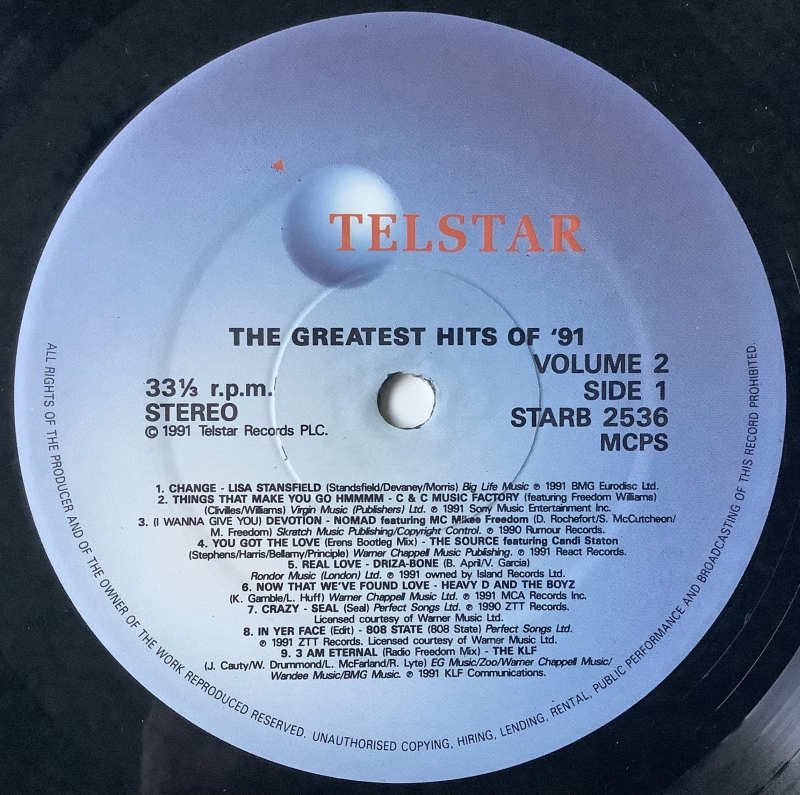 TELSTAR
THE GREATEST HITS OF '91
VOLUME 2
SIDE 1
STARB 2536
MCPS
33⅓ r.p.m.
STEREO
© 1991 Telstar Records PLC.
1. CHANGE - LISA STANSFIELD (Standsfield/Devaney/Morris) Big Life Music ℗ 1991 BMG Eurodisc Ltd.
2. THINGS THAT MAKE YOU GO HMMMM - C & C MUSIC FACTORY (featuring Freedom Williams)
(Clivilles/Williams) Virgin Music (Publishers) Ltd. ℗ 1991 Sony Music Entertainment Inc.
3. (I WANNA GIVE YOU) DEVOTION - NOMAD featuring MC Mikee Freedom (D. Rochefort/S. McCutcheon/
M. Freedom) Skratch Music Publishing/Copyright Control. ℗ 1990 Rumour Records.
4. YOU GOT THE LOVE (Erens Bootleg Mix) - THE SOURCE featuring Candi Staton
(Stephens/Harris/Bellamy/Principle) Warner Chappell Music Publishing. ℗ 1991 React Records.
5. REAL LOVE - DRIZA-BONE (B. April/V. Garcia)
Rondor Music (London) Ltd. ℗ 1991 owned by Island Records Ltd.
6. NOW THAT WE'VE FOUND LOVE - HEAVY D AND THE BOYZ
(K. Gamble/L. Huff) Warner Chappell Music Ltd. ℗ 1991 MCA Records Inc.
7. CRAZY - SEAL (Seal) Perfect Songs Ltd. ℗ 1990 ZTT Records.
Licensed courtesy of Warner Music Ltd.
8. IN YER FACE (Edit) - 808 STATE (808 State) Perfect Songs Ltd.
℗ 1991 ZTT Records. Licensed courtesy of Warner Music Ltd.
9. 3 AM ETERNAL (Radio Freedom Mix) - THE KLF
(J. Cauty/W. Drummond/L. McFarland/R. Lyte) EG Music/Zoo/Warner Chappell Music/
Wandee Music/BMG Music. ℗ 1991 KLF Communications.
ALL RIGHTS OF THE PRODUCER AND OF THE OWNER OF THE WORK REPRODUCED RESERVED. UNAUTHORISED COPYING, HIRING, LENDING, RENTAL, PUBLIC PERFORMANCE AND BROADCASTING OF THIS RECORD PROHIBITED.